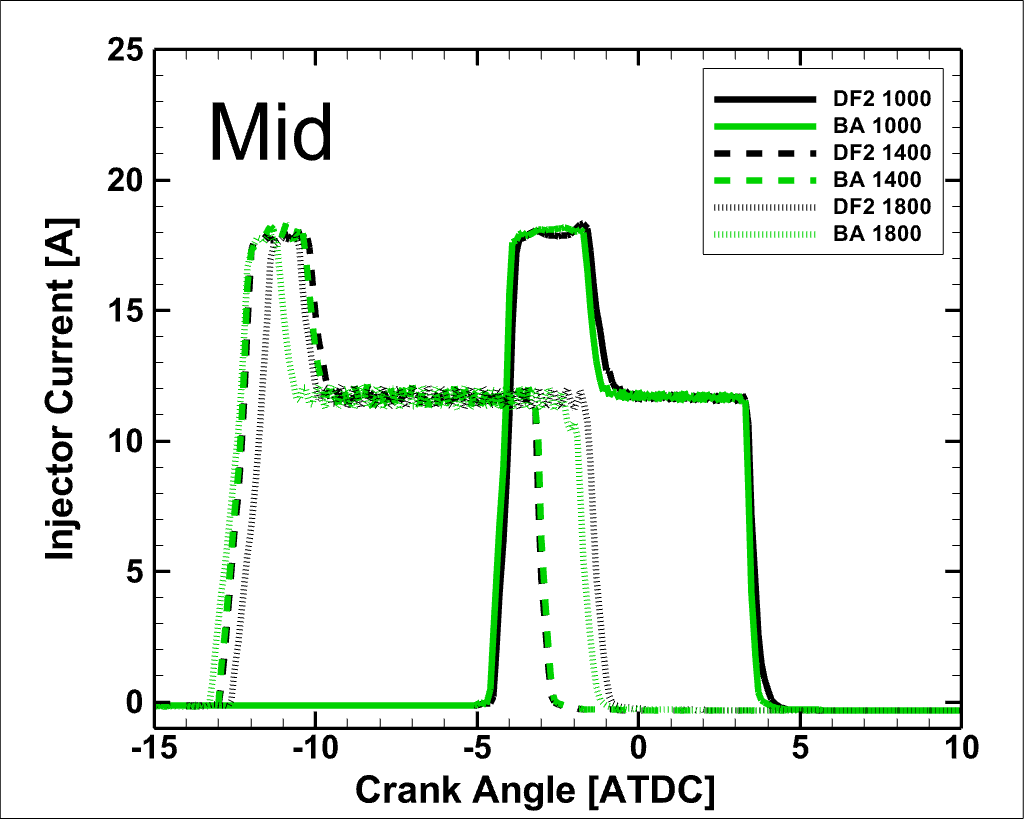 25
20
15
10
5
0
Injector Current [A]
Mid
DF2 1000
BA 1000
DF2 1400
BA 1400
DF2 1800
BA 1800
-15 -10 -5 0 5 10
Crank Angle [ATDC]